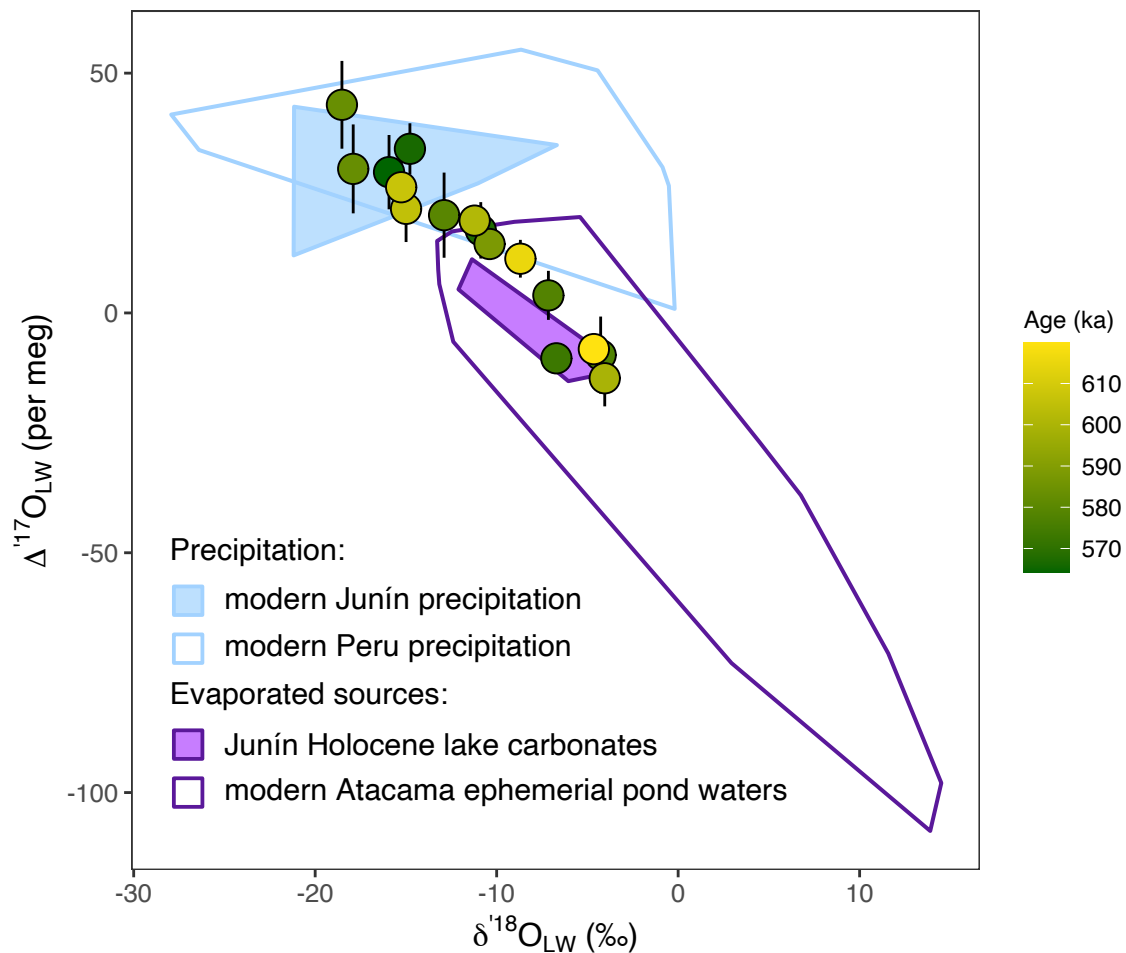 50
0
-50
-100
Δ'17OLW (per meg)
Precipitation:
modern Junín precipitation
modern Peru precipitation
Evaporated sources:
Junín Holocene lake carbonates
modern Atacama ephemerial pond waters
-30 -20 -10 0 10
δ'18OLW (‰)
Age (ka)
610
600
590
580
570